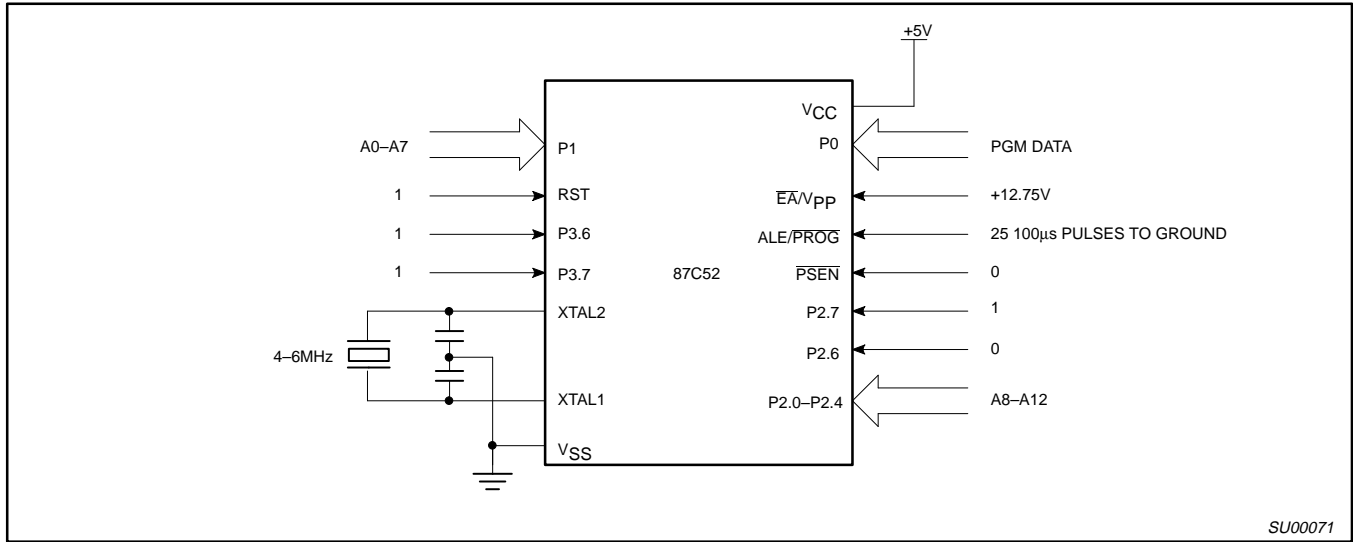 +5V
VCC
A0–A7
P1
P0
PGM DATA
1
RST
EA/VPP
+12.75V
1
P3.6
ALE/PROG
25 100µs PULSES TO GROUND
1
P3.7
87C52
PSEN
0
XTAL2
P2.7
1
4–6MHz
P2.6
0
XTAL1
P2.0–P2.4
A8–A12
VSS
SU00071